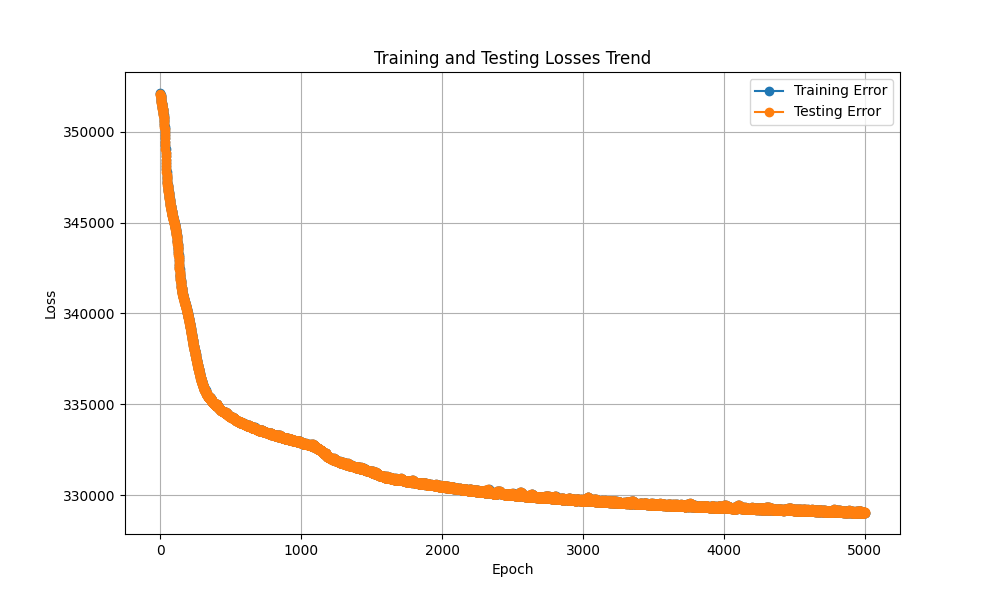 Training and Testing Losses Trend
Training Error
Testing Error
350000
345000
340000
335000
330000
Loss
0
1000
2000
3000
4000
5000
Epoch